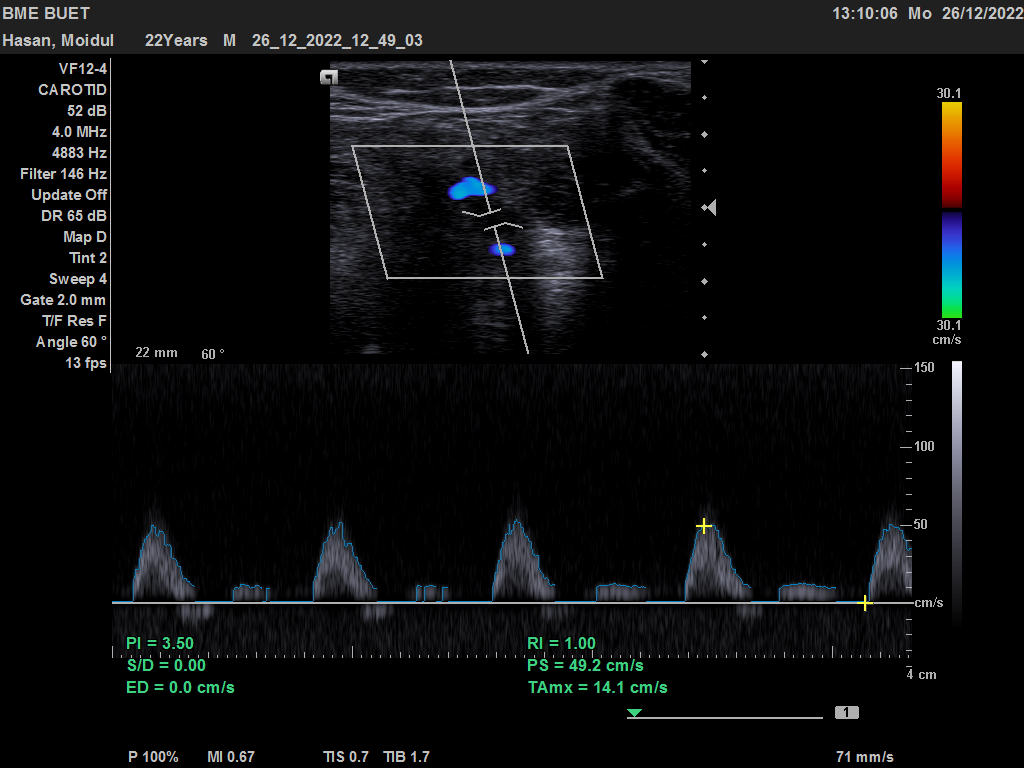 BME BUET 13:10:06 Mo 26/12/2022
Hasan, Moidul 22Years M 26_12_2022_12_49_03
VF12-4
CAROTID
52 dB
4.0 MHz
4883 Hz
Filter 146 Hz
Update Off
DR 65 dB
Map D
Tint 2
Sweep 4
Gate 2.0 mm
T/F Res F
Angle 60 °
13 fps
30.1
30.1
cm/s
22 mm 60 °
150
100
50
cm/s
4 cm
PI = 3.50 RI = 1.00
S/D = 0.00 PS = 49.2 cm/s
ED = 0.0 cm/s TAmx = 14.1 cm/s
1
P 100% MI 0.67 TIS 0.7 TIB 1.7 71 mm/s